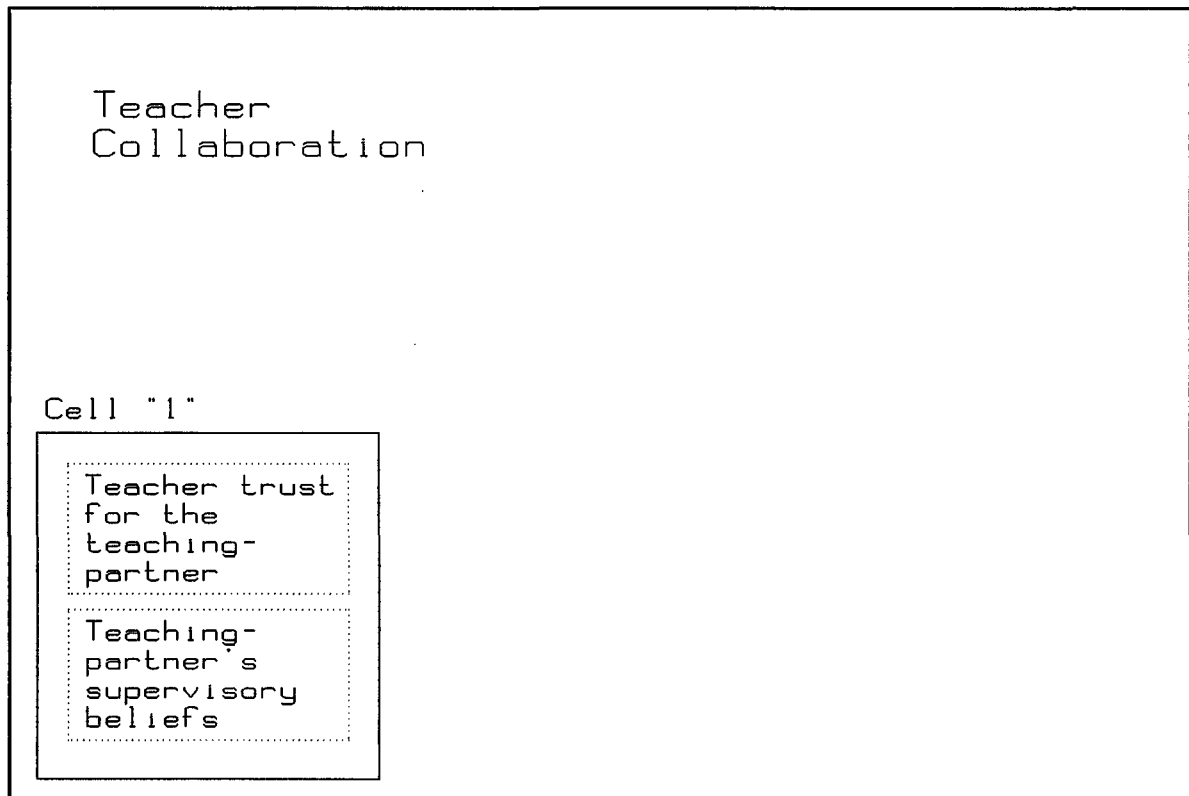 Teacher
Collaboration
Cell "1"
Teacher trust
for the
teaching-
partner
Teaching-
partner's
supervisory
beliefs